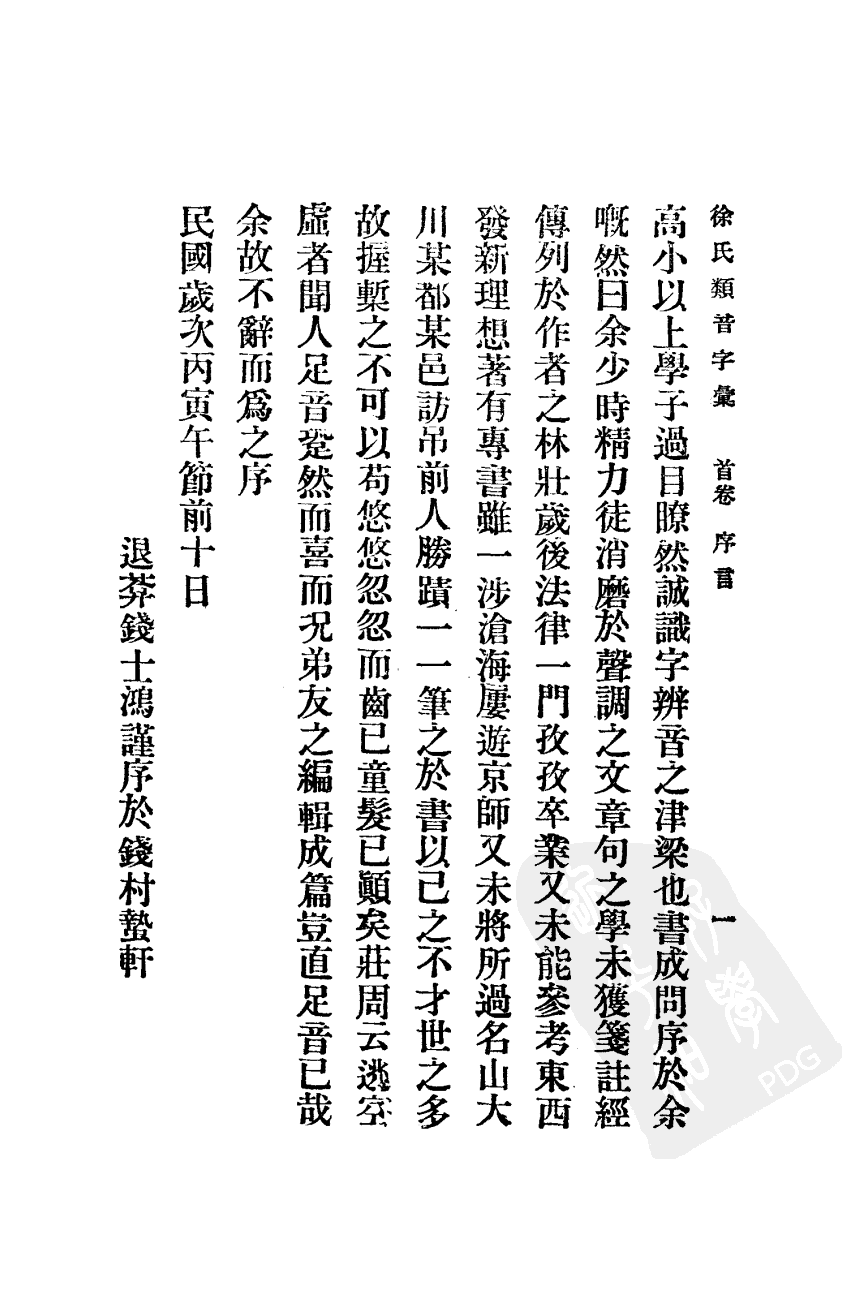 徐氏類音字彙　首卷　序言　一
高小以上學子過目瞭然誠識字辨音之津梁也書成問序於余
嘅然曰余少時精力徒消磨於聲調之文章句之學未獲箋註經
傳列於作者之林壯歲後法律一門孜孜卒業又未能參考東西
發新理想著有專書雖一涉滄海屢遊京師又未將所過名山大
川某都某邑訪吊前人勝蹟一一筆之於書以己之不才世之多
故握槧之不可以苟悠悠忽忽而齒已童髮已顚矣莊周云逃空
虛者聞人足音跫然而喜而況弟友之編輯成篇豈直足音已哉
余故不辭而爲之序
民國歲次丙寅午節前十日
退莽錢士鴻謹序於錢村蟄軒
PDG